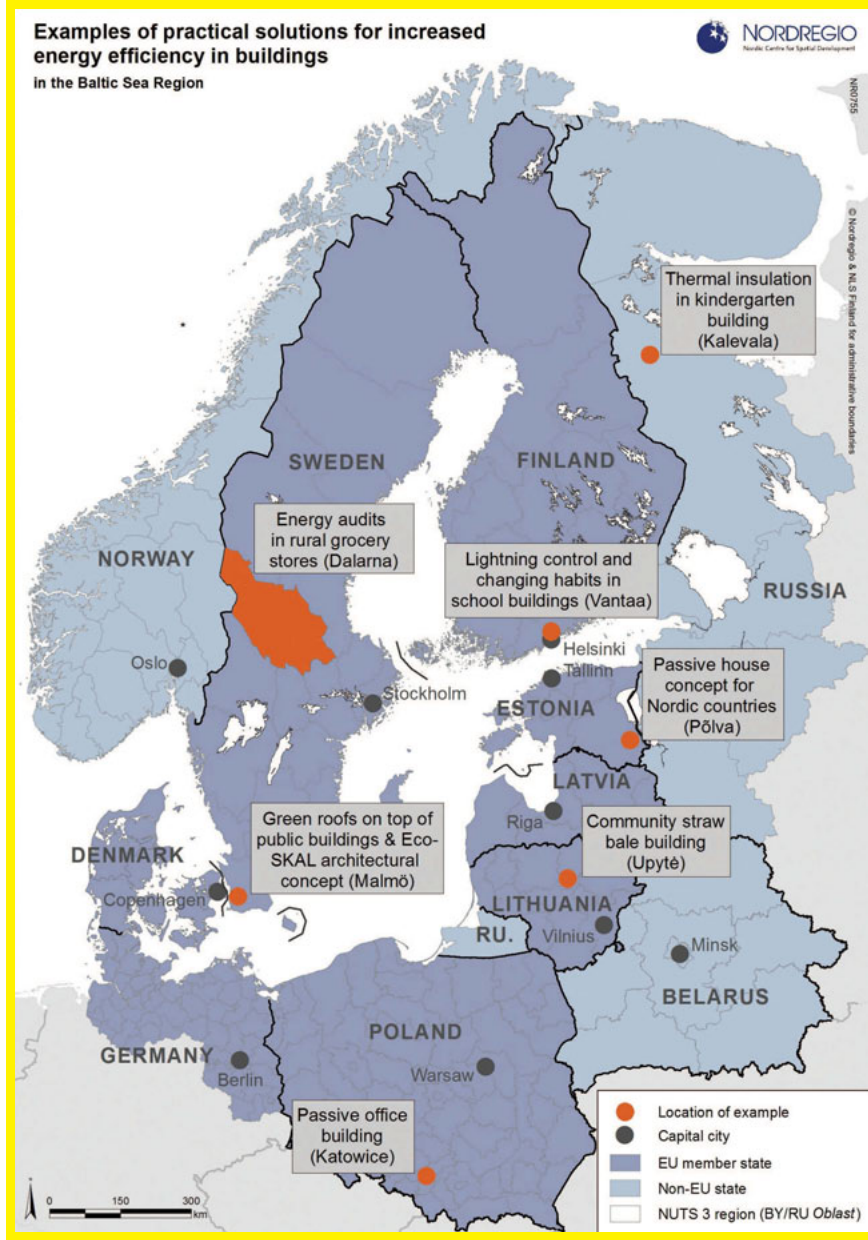 Examples of practical solutions for increased
energy efficiency in buildings
in the Baltic Sea Region
NORDREGIO
Nordic Centre for Spatial Development
NR0755
© Nordregio & NLS Finland for administrative boundaries
Thermal insulation
in kindergarten
building
(Kalevala)
SWEDEN
FINLAND
Energy audits
in rural grocery
stores (Dalarna)
NORWAY
Lightning control and
changing habits in
school buildings (Vantaa)
RUSSIA
Oslo
Helsinki
Tallinn
Stockholm
Passive house
concept for
Nordic countries
(Põlva)
ESTONIA
LATVIA
Riga
Green roofs on top of
public buildings & Eco-
SKAL architectural
concept (Malmö)
Community straw
bale building
(Upytė)
DENMARK
Copenhagen
LITHUANIA
RU.
Vilnius
Minsk
BELARUS
POLAND
GERMANY
Berlin
Warsaw
Passive office
building
(Katowice)
Location of example
Capital city
EU member state
Non-EU state
NUTS 3 region (BY/RU Oblast)
0 150 300
km